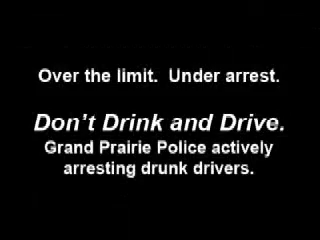 Over the limit.  Under arrest.
Don't Drink and Drive.
Grand Prairie Police actively
arresting drunk drivers.